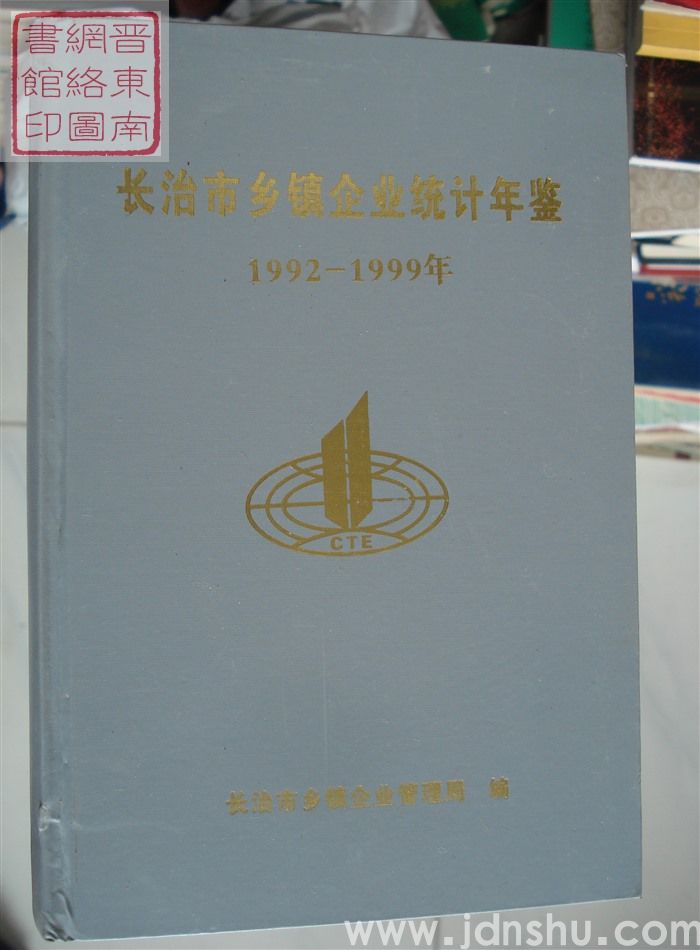 晋东南
網絡圖
書館印
长治市乡镇企业统计年鉴
1992-1999年
CTE
长治市乡镇企业管理局 编
www.jdnshu.com